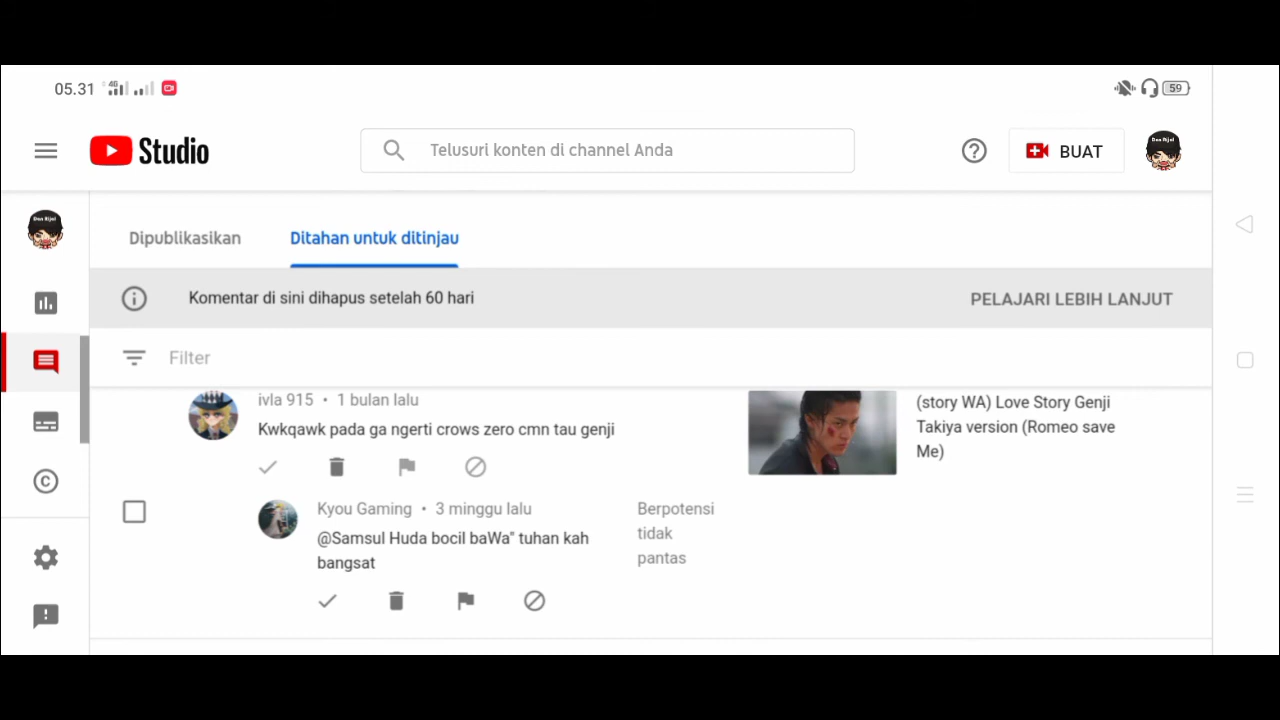 05.31
4G
59
Studio
Telusuri konten di channel Anda
BUAT
Dipublikasikan
Ditahan untuk ditinjau
Komentar di sini dihapus setelah 60 hari
PELAJARI LEBIH LANJUT
Filter
ivla 915 • 1 bulan lalu
Kwkqawk pada ga ngerti crows zero cmn tau genji
(story WA) Love Story Genji
Takiya version (Romeo save
Me)
Kyou Gaming • 3 minggu lalu
@Samsul Huda bocil baWa" tuhan kah
bangsat
Berpotensi
tidak
pantas